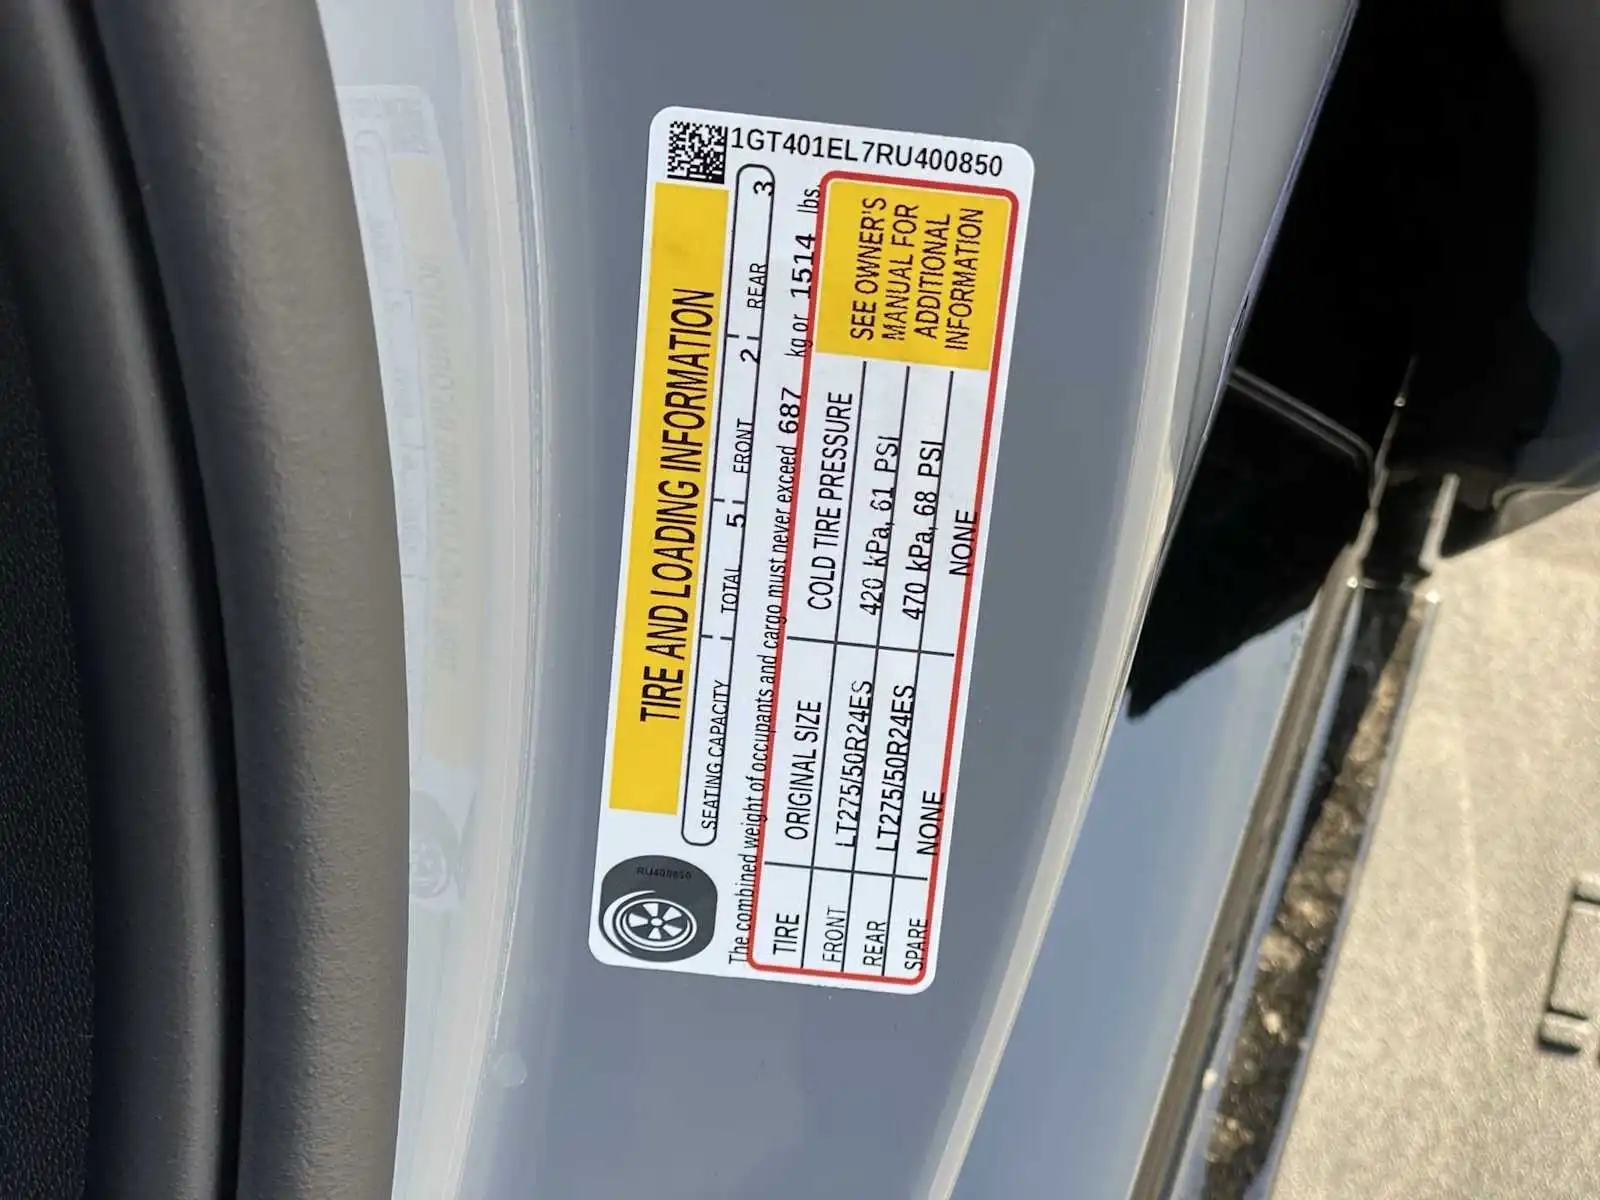 1GT401EL7RU400850
TIRE AND LOADING INFORMATION
SEATING CAPACITY TOTAL 5 FRONT 2 REAR 3
The combined weight of occupants and cargo must never exceed 687 kg or 1514 lbs.
TIRE ORIGINAL SIZE COLD TIRE PRESSURE
FRONT LT275/50R24ES 420 kPa, 61 PSI
REAR LT275/50R24ES 470 kPa, 68 PSI
SPARE NONE NONE
SEE OWNER'S
MANUAL FOR
ADDITIONAL
INFORMATION
RU400850